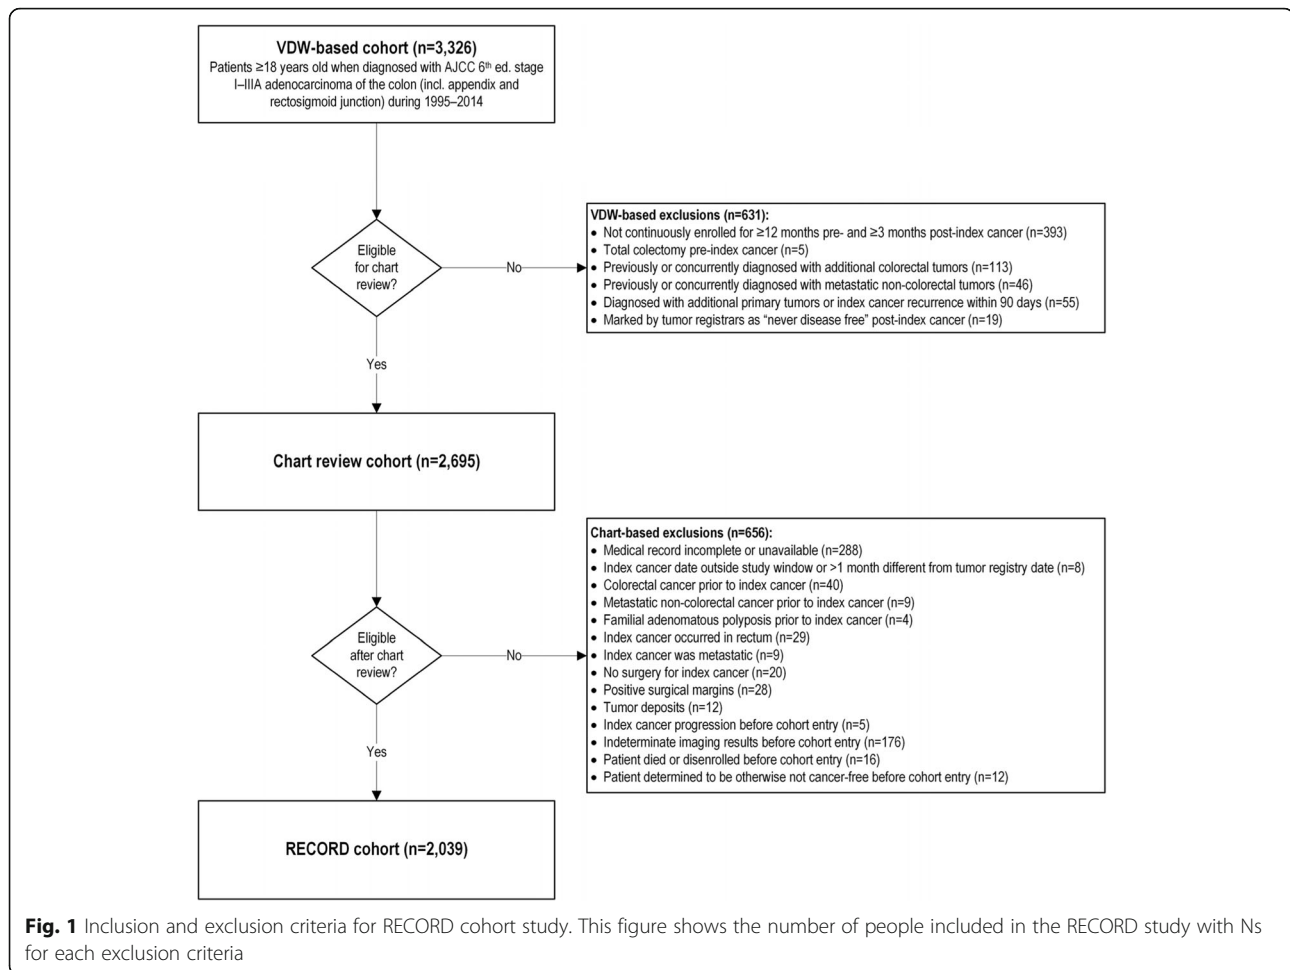 VDW-based cohort (n=3,326)
Patients ≥18 years old when diagnosed with AJCC 6th ed. stage
I–IIIA adenocarcinoma of the colon (incl. appendix and
rectosigmoid junction) during 1995–2014
Eligible
for chart
review?
No
VDW-based exclusions (n=631):
• Not continuously enrolled for ≥12 months pre- and ≥3 months post-index cancer (n=393)
• Total colectomy pre-index cancer (n=5)
• Previously or concurrently diagnosed with additional colorectal tumors (n=113)
• Previously or concurrently diagnosed with metastatic non-colorectal tumors (n=46)
• Diagnosed with additional primary tumors or index cancer recurrence within 90 days (n=55)
• Marked by tumor registrars as “never disease free” post-index cancer (n=19)
Yes
Chart review cohort (n=2,695)
Eligible
after chart
review?
No
Chart-based exclusions (n=656):
• Medical record incomplete or unavailable (n=288)
• Index cancer date outside study window or >1 month different from tumor registry date (n=8)
• Colorectal cancer prior to index cancer (n=40)
• Metastatic non-colorectal cancer prior to index cancer (n=9)
• Familial adenomatous polyposis prior to index cancer (n=4)
• Index cancer occurred in rectum (n=29)
• Index cancer was metastatic (n=9)
• No surgery for index cancer (n=20)
• Positive surgical margins (n=28)
• Tumor deposits (n=12)
• Index cancer progression before cohort entry (n=5)
• Indeterminate imaging results before cohort entry (n=176)
• Patient died or disenrolled before cohort entry (n=16)
• Patient determined to be otherwise not cancer-free before cohort entry (n=12)
Yes
RECORD cohort (n=2,039)
Fig. 1 Inclusion and exclusion criteria for RECORD cohort study. This figure shows the number of people included in the RECORD study with Ns
for each exclusion criteria